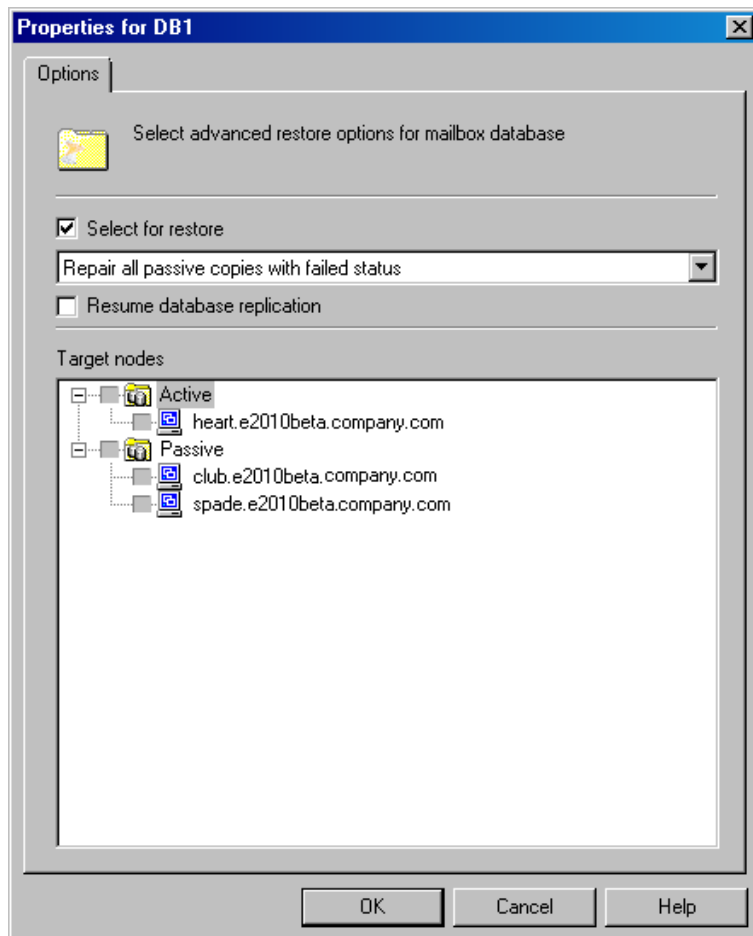 Properties for DB1
Options
Select advanced restore options for mailbox database
Select for restore
Repair all passive copies with failed status
Resume database replication
Target nodes
Active
heart.e2010beta.company.com
Passive
club.e2010beta.company.com
spade.e2010beta.company.com
OK
Cancel
Help